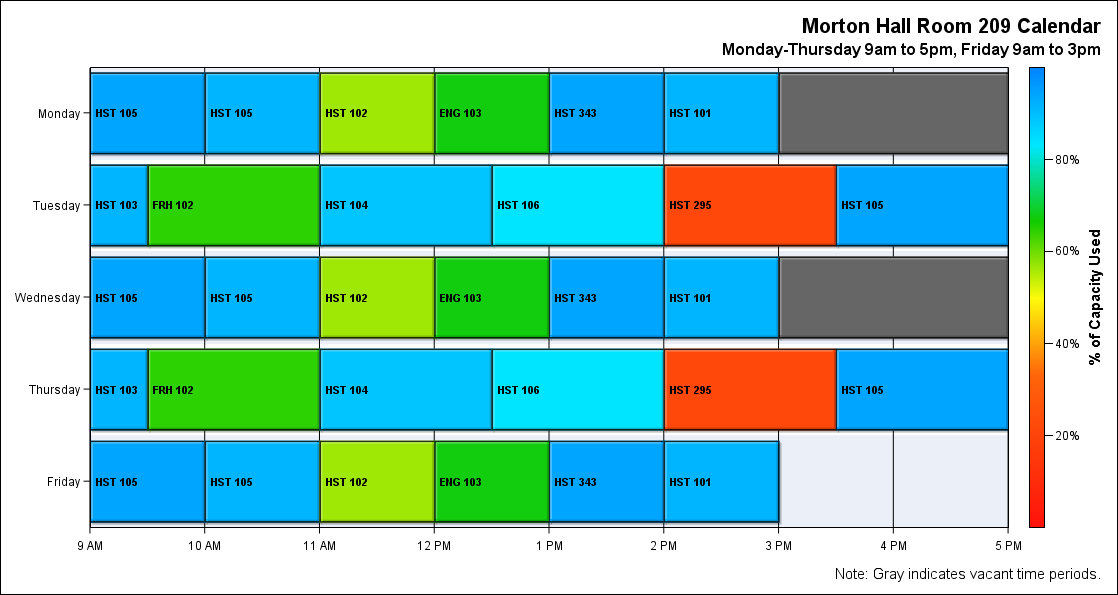 Morton Hall Room 209 Calendar
Monday-Thursday 9am to 5pm, Friday 9am to 3pm
Monday
HST 105 HST 105 HST 102 ENG 103 HST 343 HST 101
80%
Tuesday
HST 103 FRH 102 HST 104 HST 106 HST 295 HST 105
60%
% of Capacity Used
Wednesday
HST 105 HST 105 HST 102 ENG 103 HST 343 HST 101
40%
Thursday
HST 103 FRH 102 HST 104 HST 106 HST 295 HST 105
20%
Friday
HST 105 HST 105 HST 102 ENG 103 HST 343 HST 101
9 AM 10 AM 11 AM 12 PM 1 PM 2 PM 3 PM 4 PM 5 PM
Note: Gray indicates vacant time periods.